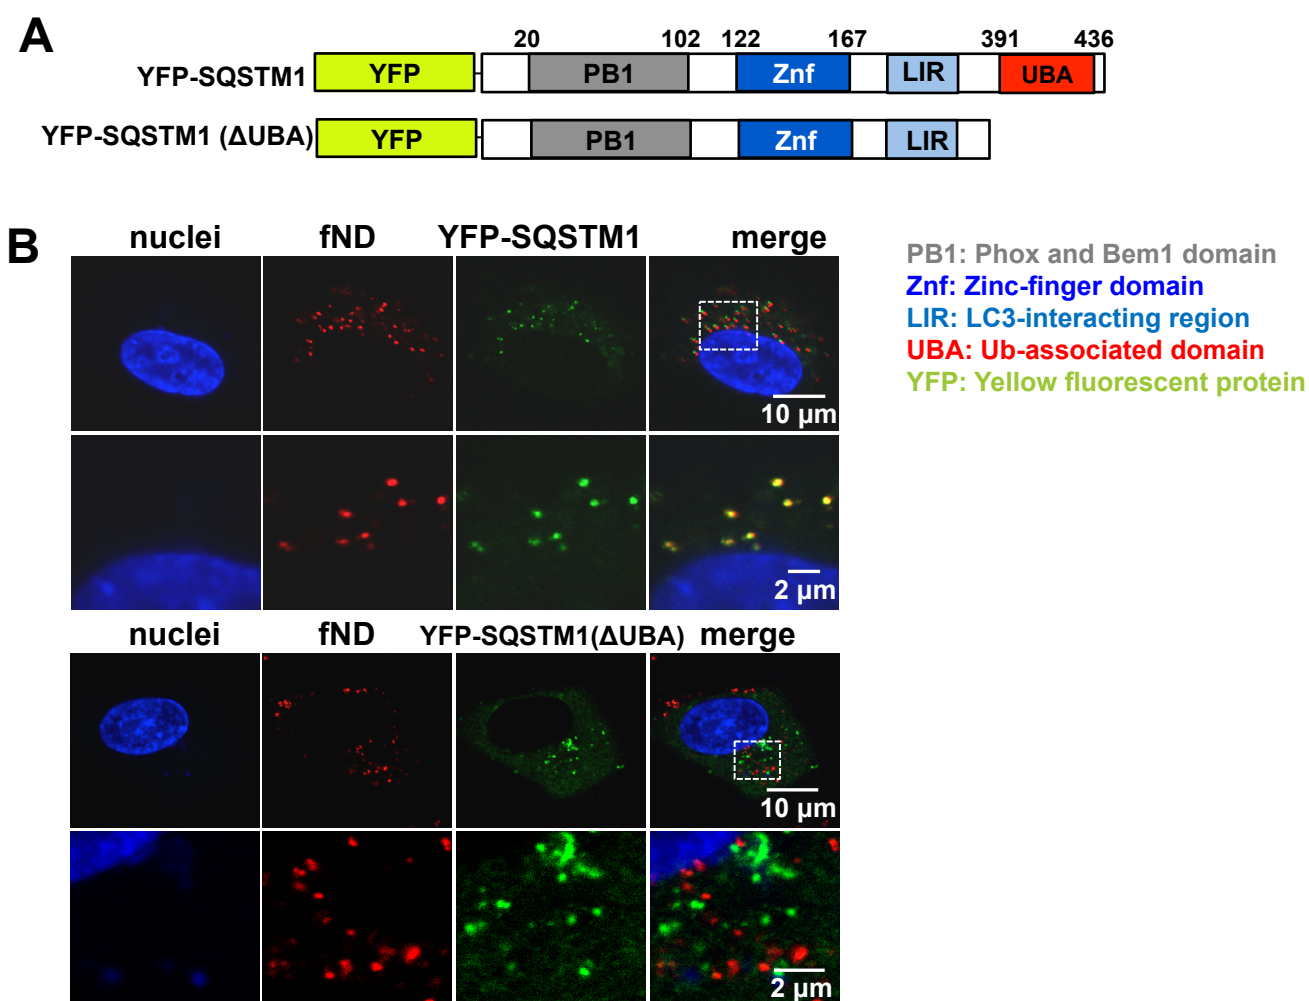 A
20 102 122 167 391 436
YFP-SQSTM1 YFP PB1 Znf LIR UBA
YFP-SQSTM1 (ΔUBA) YFP PB1 Znf LIR
B
nuclei fND YFP-SQSTM1 merge
10 µm
2 µm
PB1: Phox and Bem1 domain
Znf: Zinc-finger domain
LIR: LC3-interacting region
UBA: Ub-associated domain
YFP: Yellow fluorescent protein
nuclei fND YFP-SQSTM1(ΔUBA) merge
10 µm
2 µm